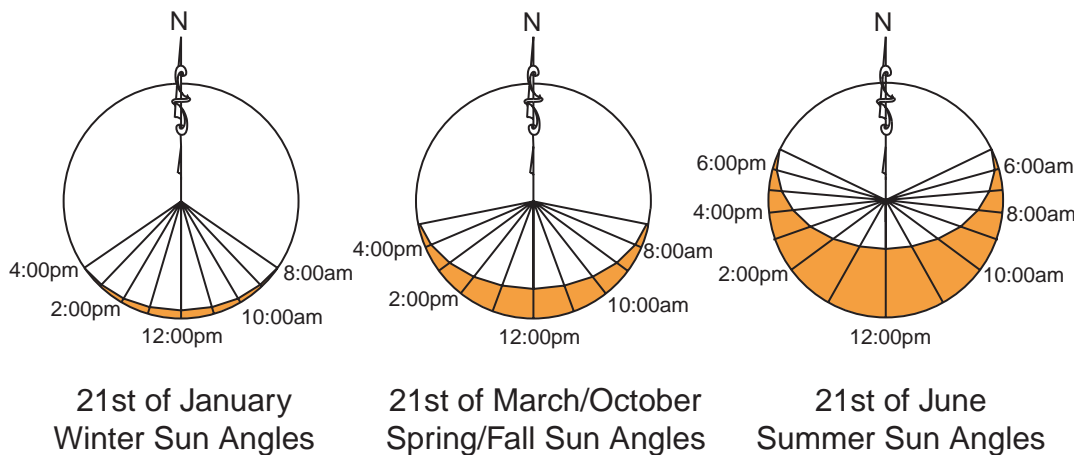 N
4:00pm
2:00pm
12:00pm
10:00am
8:00am
21st of January
Winter Sun Angles
N
4:00pm
2:00pm
12:00pm
10:00am
8:00am
21st of March/October
Spring/Fall Sun Angles
N
6:00pm
4:00pm
2:00pm
12:00pm
10:00am
8:00am
6:00am
21st of June
Summer Sun Angles